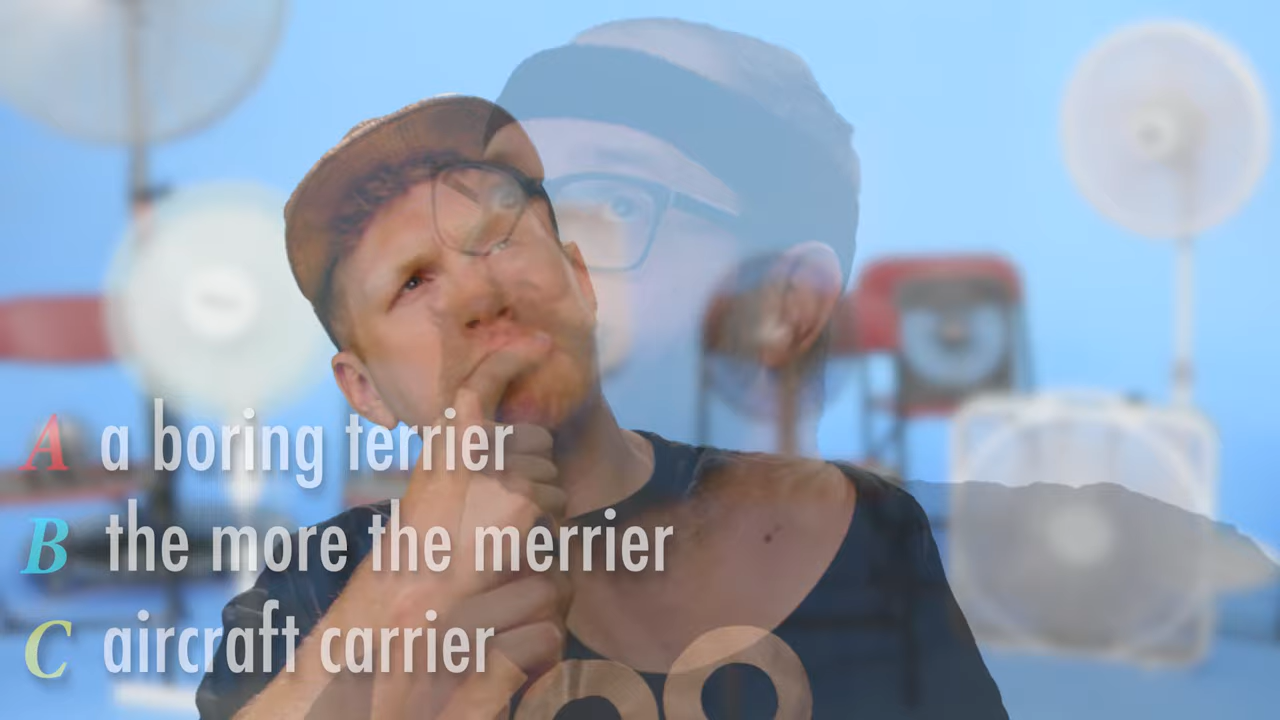 A a boring terrier
B the more the merrier
C aircraft carrier